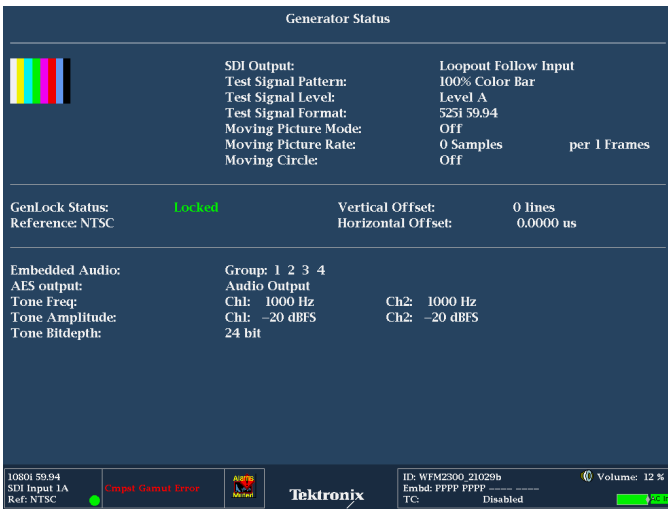 Generator Status
SDI Output: Loopout Follow Input
Test Signal Pattern: 100% Color Bar
Test Signal Level: Level A
Test Signal Format: 525i 59.94
Moving Picture Mode: Off
Moving Picture Rate: 0 Samples per 1 Frames
Moving Circle: Off
GenLock Status: Locked Vertical Offset: 0 lines
Reference: NTSC Horizontal Offset: 0.0000 us
Embedded Audio: Group: 1 2 3 4
AES output: Audio Output
Tone Freq: Ch1: 1000 Hz Ch2: 1000 Hz
Tone Amplitude: Ch1: −20 dBFS Ch2: −20 dBFS
Tone Bitdepth: 24 bit
1080i 59.94
SDI Input 1A
Ref: NTSC
Cmpst Gamut Error
Alarms
Muted
Tektronix
ID: WFM2300_21029b Volume: 12 %
Embd: PPPP PPPP −−−− −−−−
TC: Disabled